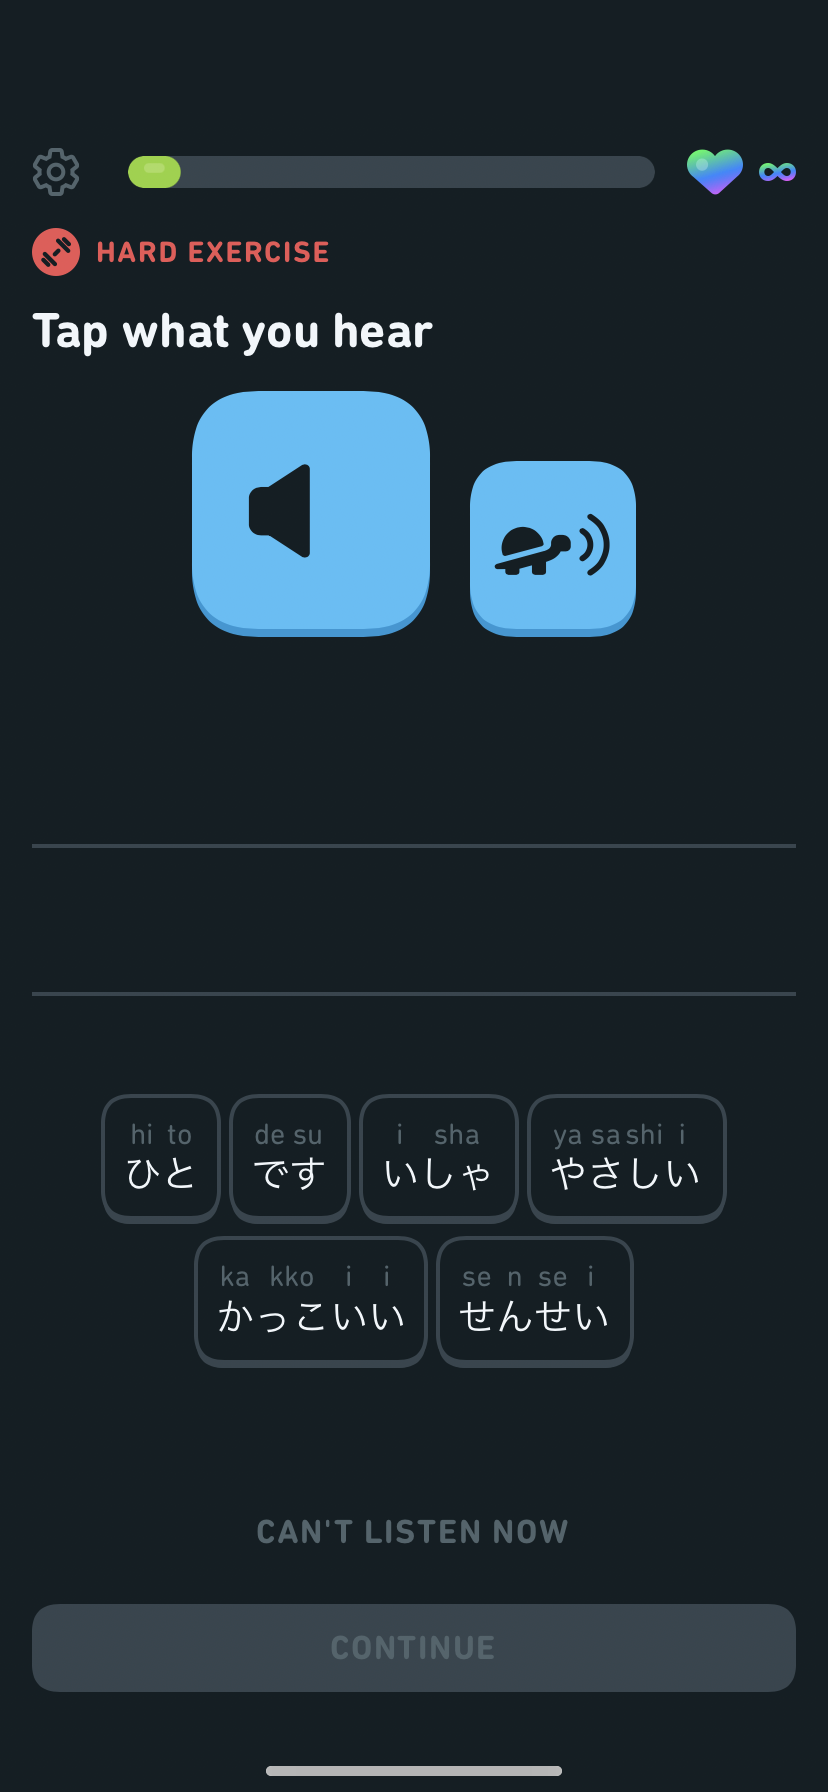 HARD EXERCISE
Tap what you hear
hi to de su i sha ya sa shi i
ひと です いしゃ やさしい
ka kko i i se n se i
かっこいい せんせい
CAN'T LISTEN NOW
CONTINUE